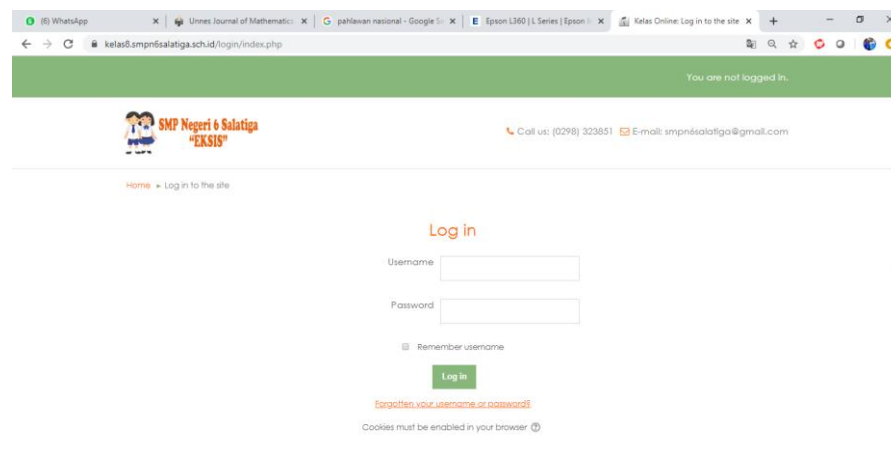 (6) WhatsApp
Unnes Journal of Mathematics
pahlawan nasional - Google Se
Epson L360 | L Series | Epson
Kelas Online: Log in to the site
kelas8.smpn6salatiga.sch.id/login/index.php
You are not logged in.
SMP Negeri 6 Salatiga
"EKSIS"
Call us: (0298) 323851 E-mail: smpn6salatiga@gmail.com
Home ▸ Log in to the site
Log in
Username
Password
Remember username
Log in
Forgotten your username or password?
Cookies must be enabled in your browser